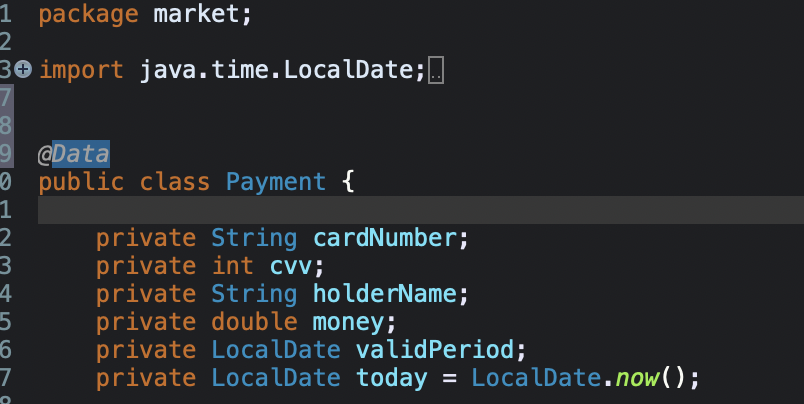 1 package market;
2
3 import java.time.LocalDate;..
7
8
9 @Data
0 public class Payment {
1
2 private String cardNumber;
3 private int cvv;
4 private String holderName;
5 private double money;
6 private LocalDate validPeriod;
7 private LocalDate today = LocalDate.now();
8